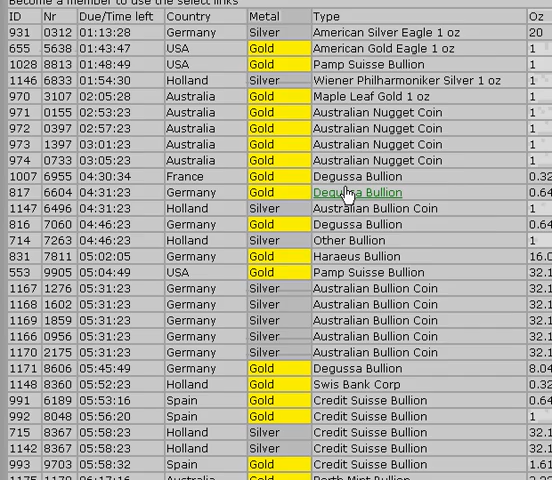 Become a member to use the select links
ID Nr Due/Time left Country Metal Type Oz
931 0312 01:13:28 Germany Silver American Silver Eagle 1 oz 20
655 5638 01:43:47 USA Gold American Gold Eagle 1 oz 1
1028 8813 01:48:49 USA Gold Pamp Suisse Bullion 1
1146 6833 01:54:30 Holland Silver Wiener Philharmoniker Silver 1 oz 1
970 3107 02:05:28 Australia Gold Maple Leaf Gold 1 oz 1
971 0155 02:53:23 Australia Gold Australian Nugget Coin 1
972 0397 02:57:23 Australia Gold Australian Nugget Coin 1
973 1397 03:01:23 Australia Gold Australian Nugget Coin 1
974 0733 03:05:23 Australia Gold Australian Nugget Coin 1
1007 6955 04:30:34 France Gold Degussa Bullion 0.32
817 6604 04:31:23 Germany Gold Degussa Bullion 0.64
1147 6496 04:31:23 Holland Silver Australian Bullion Coin 1
816 7060 04:46:23 Germany Gold Degussa Bullion 0.64
714 7263 04:46:23 Holland Silver Other Bullion 1
831 7811 05:02:05 Germany Gold Haraeus Bullion 16.0
553 9905 05:04:49 USA Gold Pamp Suisse Bullion 32.1
1167 1276 05:31:23 Germany Silver Australian Bullion Coin 32.1
1168 1602 05:31:23 Germany Silver Australian Bullion Coin 32.1
1169 1859 05:31:23 Germany Silver Australian Bullion Coin 32.1
1166 0956 05:31:23 Germany Silver Australian Bullion Coin 32.1
1170 2175 05:31:23 Germany Silver Australian Bullion Coin 32.1
1171 8606 05:45:49 Germany Gold Degussa Bullion 8.04
1148 8360 05:52:23 Holland Gold Swis Bank Corp 0.32
991 6189 05:53:16 Spain Gold Credit Suisse Bullion 0.64
992 8048 05:56:20 Spain Gold Credit Suisse Bullion 1
715 8367 05:58:23 Holland Silver Credit Suisse Bullion 32.1
1142 8367 05:58:23 Holland Silver Credit Suisse Bullion 32.1
993 9703 05:58:32 Spain Gold Credit Suisse Bullion 1.61
1175 1170 06:17:16 Australia Gold Perth Mint Bullion